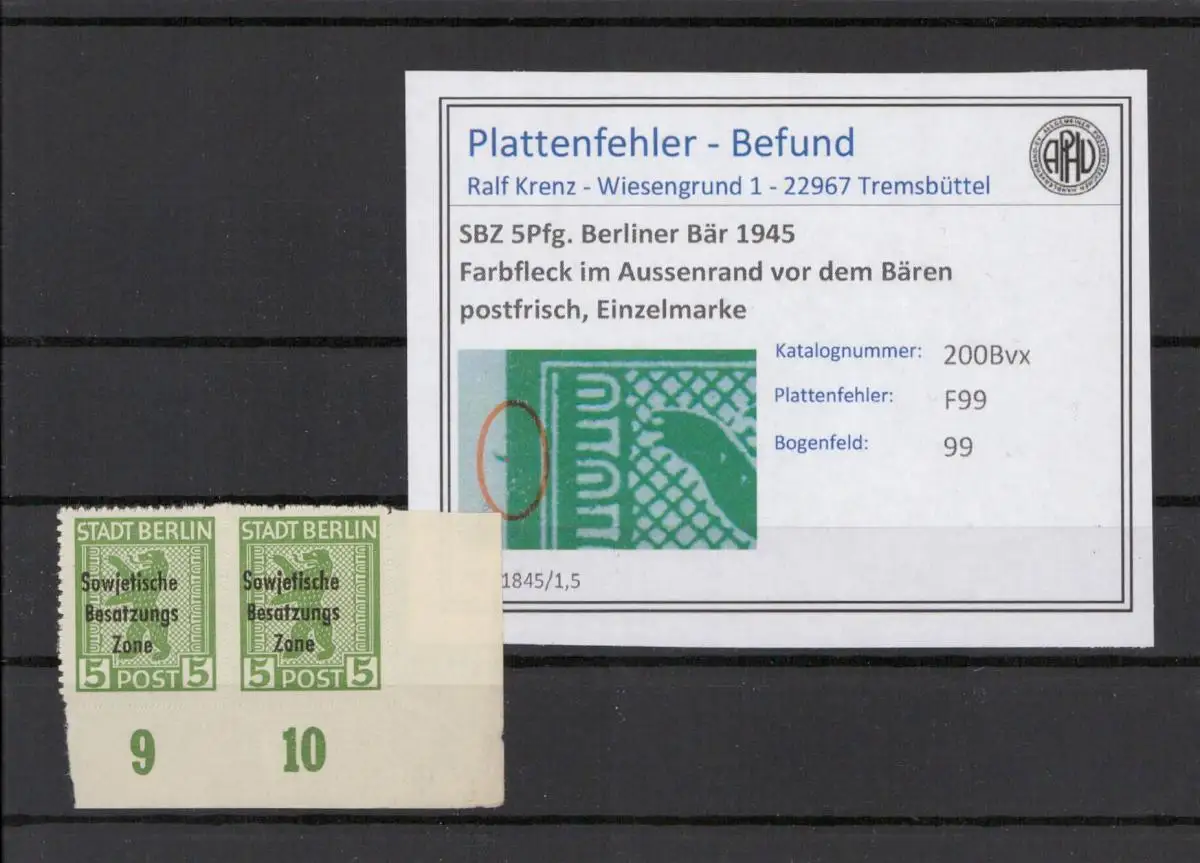 Plattenfehler - Befund
Ralf Krenz - Wiesengrund 1 - 22967 Tremsbüttel
APHV
SBZ 5Pfg. Berliner Bär 1945
Farbfleck im Aussenrand vor dem Bären
postfrisch, Einzelmarke
Katalognummer: 200Bvx
Plattenfehler: F99
Bogenfeld: 99
1845/1,5
STADT BERLIN
Sowjetische
Besatzungs
Zone
5 POST 5
STADT BERLIN
Sowjetische
Besatzungs
Zone
5 POST 5
9 10